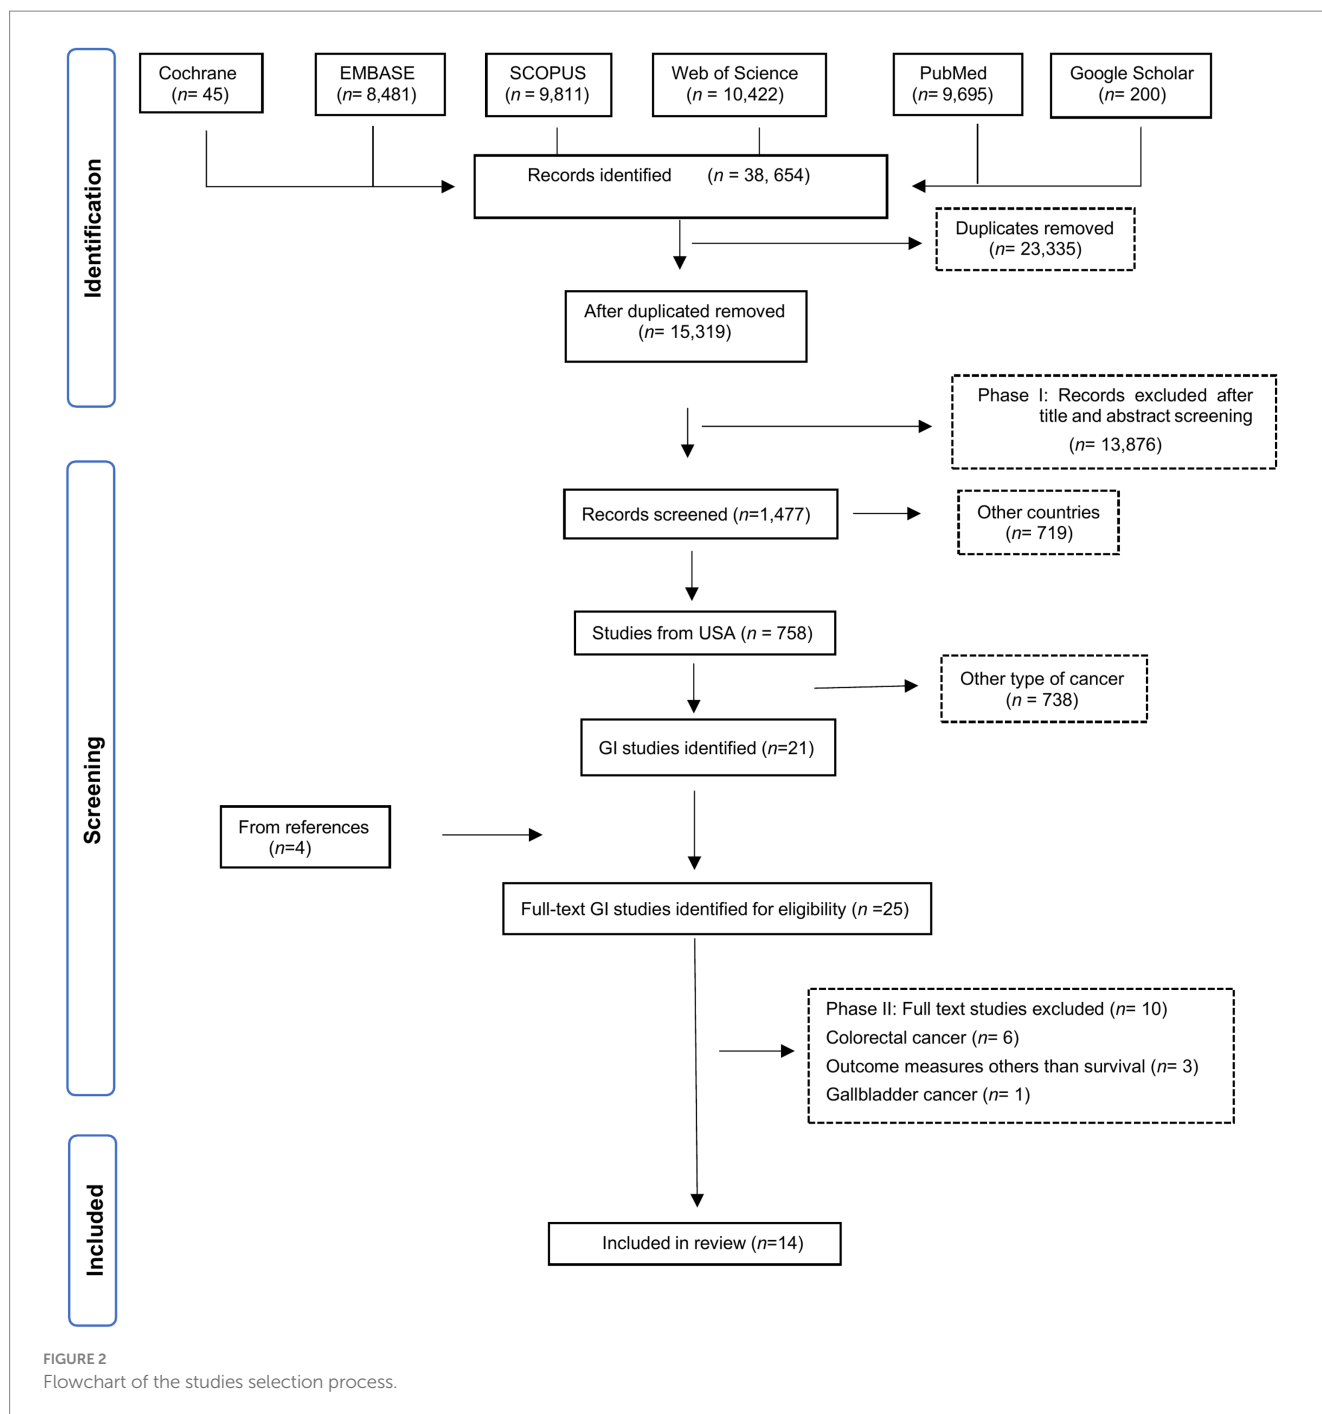 Cochrane
(n= 45)
EMBASE
(n= 8,481)
SCOPUS
(n = 9,811)
Web of Science
(n = 10,422)
PubMed
(n= 9,695)
Google Scholar
(n= 200)
Identification
Records identified (n = 38, 654)
Duplicates removed
(n= 23,335)
After duplicated removed
(n= 15,319)
Phase I: Records excluded after
title and abstract screening
(n= 13,876)
Screening
Records screened (n=1,477)
Other countries
(n= 719)
Studies from USA (n = 758)
Other type of cancer
(n = 738)
GI studies identified (n=21)
From references
(n=4)
Full-text GI studies identified for eligibility (n =25)
Phase II: Full text studies excluded (n= 10)
Colorectal cancer (n= 6)
Outcome measures others than survival (n= 3)
Gallbladder cancer (n= 1)
Included
Included in review (n=14)
FIGURE 2
Flowchart of the studies selection process.